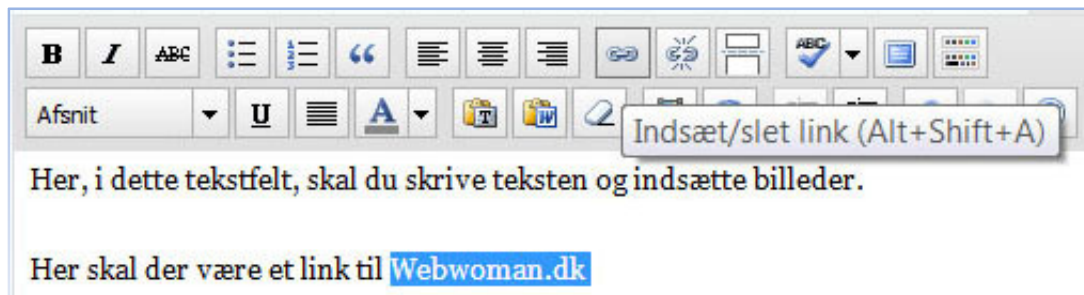 B I ABC ABC
Afsnit U A T W
Indsæt/slet link (Alt+Shift+A)
Her, i dette tekstfelt, skal du skrive teksten og indsætte billeder.
Her skal der være et link til Webwoman.dk